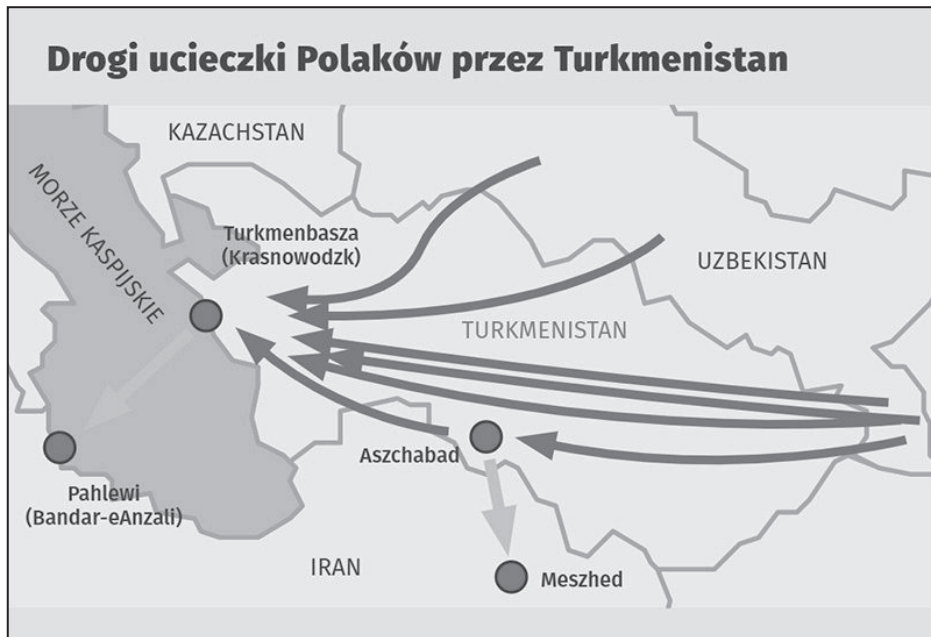 Drogi ucieczki Polaków przez Turkmenistan
KAZACHSTAN
MORZE KASPIJSKIE
Turkmenbasza
(Krasnowodzk)
UZBEKISTAN
TURKMENISTAN
Aszchabad
Pahlewi
(Bandar-eAnzali)
IRAN
Meszhed